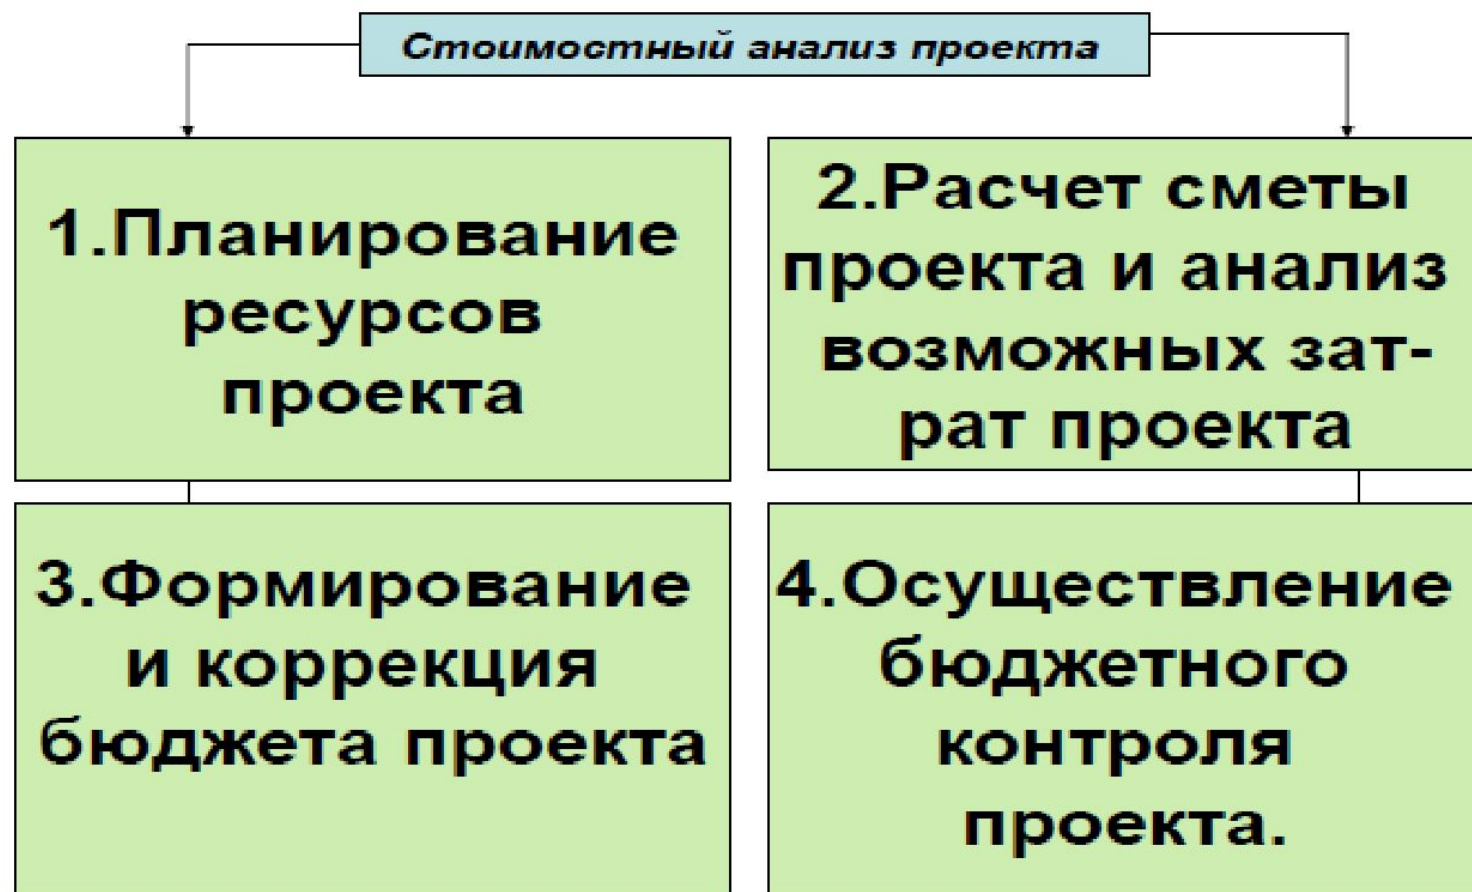 Стоимостный анализ проекта
1.Планирование
ресурсов
проекта
2.Расчет сметы
проекта и анализ
возможных зат-
рат проекта
3.Формирование
и коррекция
бюджета проекта
4.Осуществление
бюджетного
контроля
проекта.